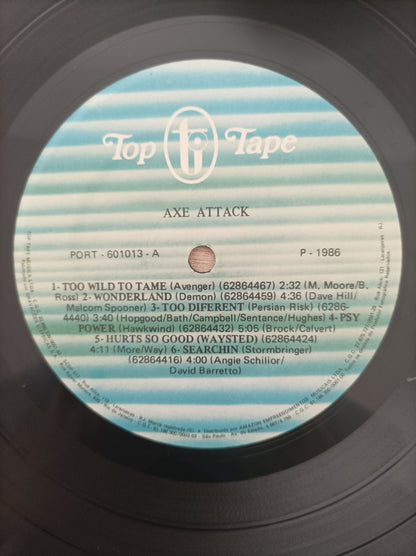 Top Tape
AXE ATTACK
PORT - 601013 - A
P - 1986
1- TOO WILD TO TAME (Avenger) (62864467) 2:32 (M. Moore/B.
Ross) 2- WONDERLAND (Demon) (62864459) 4:36 (Dave Hill/
Malcom Spooner) 3- TOO DIFERENT (Persian Risk) (6286-
4440) 3:40 (Hopgood/Bath/Campbell/Sentance/Hughes) 4- PSY
POWER (Hawkwind) (62864432) 5:05 (Brock/Calvert)
5- HURTS SO GOOD (WAYSTED) (62864424)
4:11 (More/Way) 6- SEARCHIN (Stormbringer)
(62864416) 4:00 (Angie Schilior/
David Barretto)